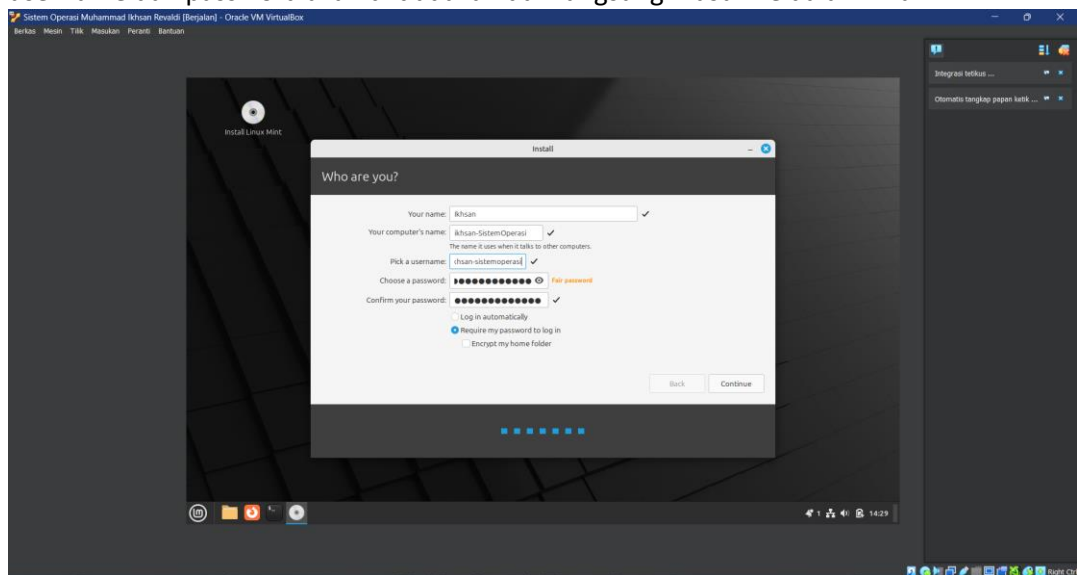 Sistem Operasi Muhammad Ikhsan Revaldi [Berjalan] - Oracle VM VirtualBox
Berkas Mesin Tilik Masukan Peranti Bantuan
Integrasi tetikus ...
Otomatis tangkap papan ketik ...
Install Linux Mint
Install
Who are you?
Your name: Ikhsan
Your computer's name: ikhsan-SistemOperasi
The name it uses when it talks to other computers.
Pick a username: khsan-sistemoperasi
Choose a password: Fair password
Confirm your password:
Log in automatically
Require my password to log in
Encrypt my home folder
Back Continue
1 14:29
Right Ctrl